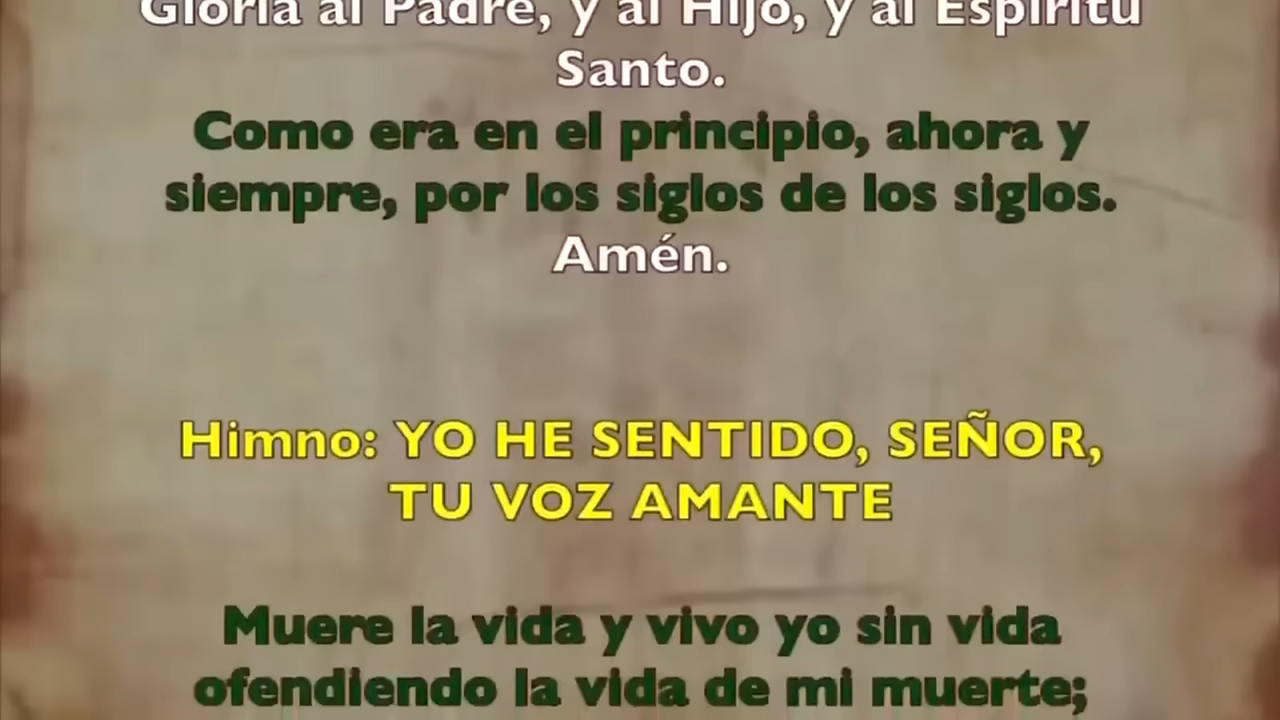 Gloria al Padre, y al Hijo, y al Espíritu
Santo.
Como era en el principio, ahora y
siempre, por los siglos de los siglos.
Amén.
Himno: YO HE SENTIDO, SEÑOR,
TU VOZ AMANTE
Muere la vida y vivo yo sin vida
ofendiendo la vida de mi muerte;